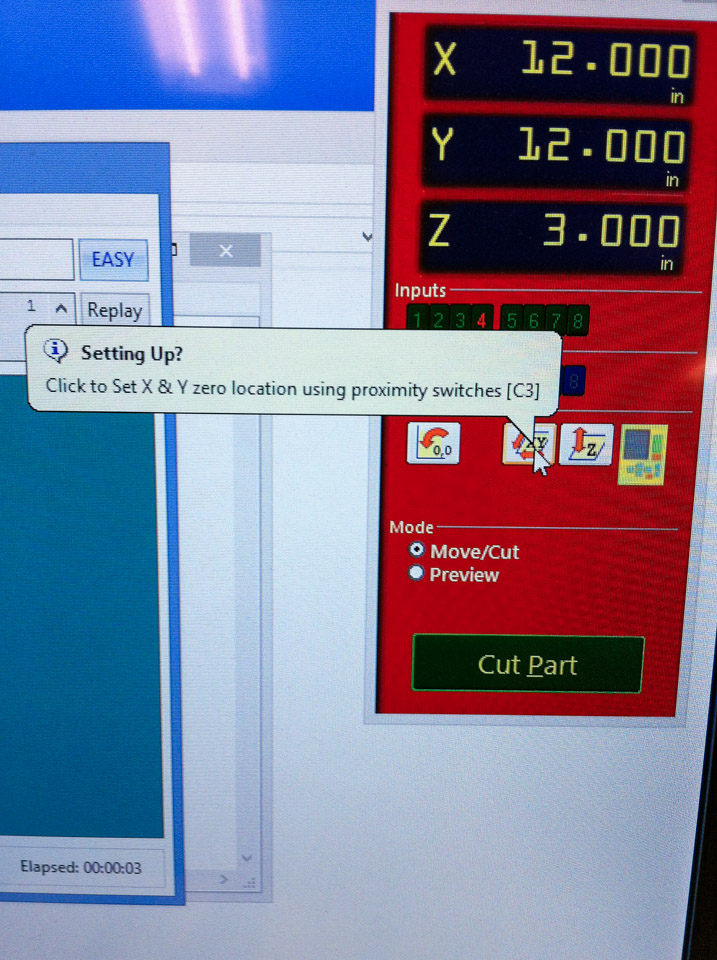 X 12.000
in
Y 12.000
in
Z 3.000
in
Inputs
1 2 3 4 5 6 7 8
8
EASY
1
Replay
Setting Up?
Click to Set X & Y zero location using proximity switches [C3]
0,0
XY
Z
Mode
Move/Cut
Preview
Cut Part
Elapsed: 00:00:03